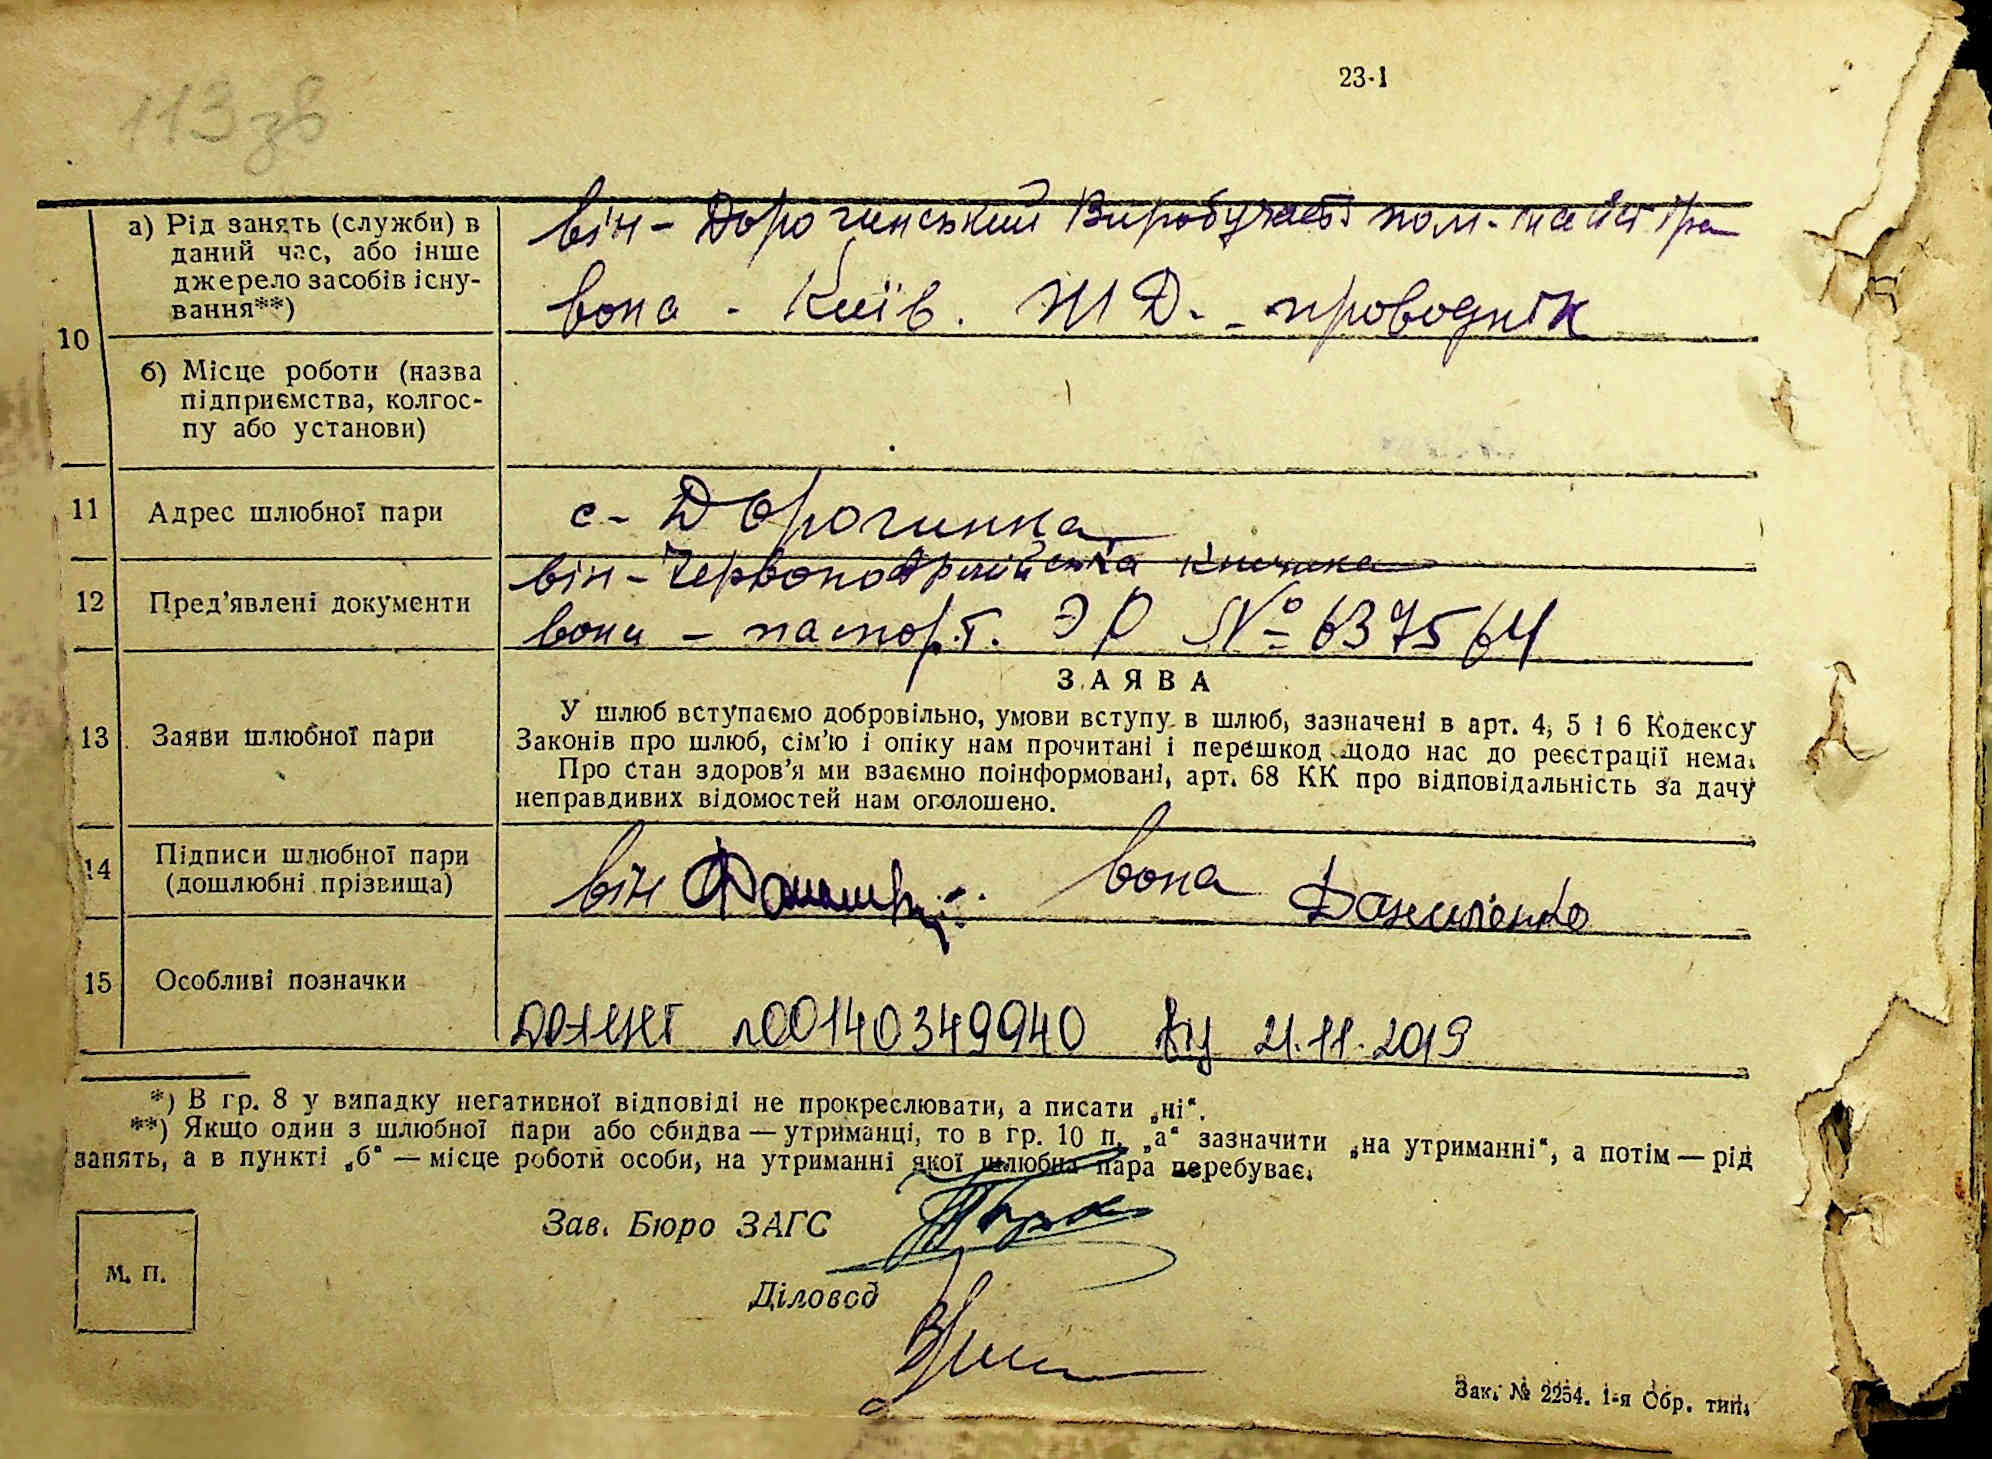 23-1
113 зв
10
а) Рід занять (служби) в
даний час, або інше
джерело засобів існу-
вання**)
він - Дорогинський пом. майстра
вона - Київ. ЖД. - проводнік
б) Місце роботи (назва
підприємства, колгос-
пу або установи)
11
Адрес шлюбної пари
с- Дорогинка
12
Пред'явлені документи
він - Червоноармійська книжка
вона - паспорт. ЭР № 637564
13
Заяви шлюбної пари
ЗАЯВА
У шлюб вступаємо добровільно, умови вступу в шлюб, зазначені в арт. 4, 5 і 6 Кодексу
Законів про шлюб, сім'ю і опіку нам прочитані і перешкод щодо нас до реєстрації нема.
Про стан здоров'я ми взаємно поінформовані, арт. 68 КК про відповідальність за дачу
неправдивих відомостей нам оголошено.
14
Підписи шлюбної пари
(дошлюбні прізвища)
він вона Даниленко
15
Особливі позначки
00140349940 21.11.2019
*) В гр. 8 у випадку негативної відповіді не прокреслювати, а писати „ні“.
**) Якщо один з шлюбної пари або обидва — утриманці, то в гр. 10 п. „а“ зазначити „на утриманні“, а потім — рід
занять, а в пункті „б“ — місце роботи особи, на утриманні якої шлюбна пара перебуває.
Зав. Бюро ЗАГС
Діловод
М. П.
Зак. № 2254. 1-я Обр. тип.